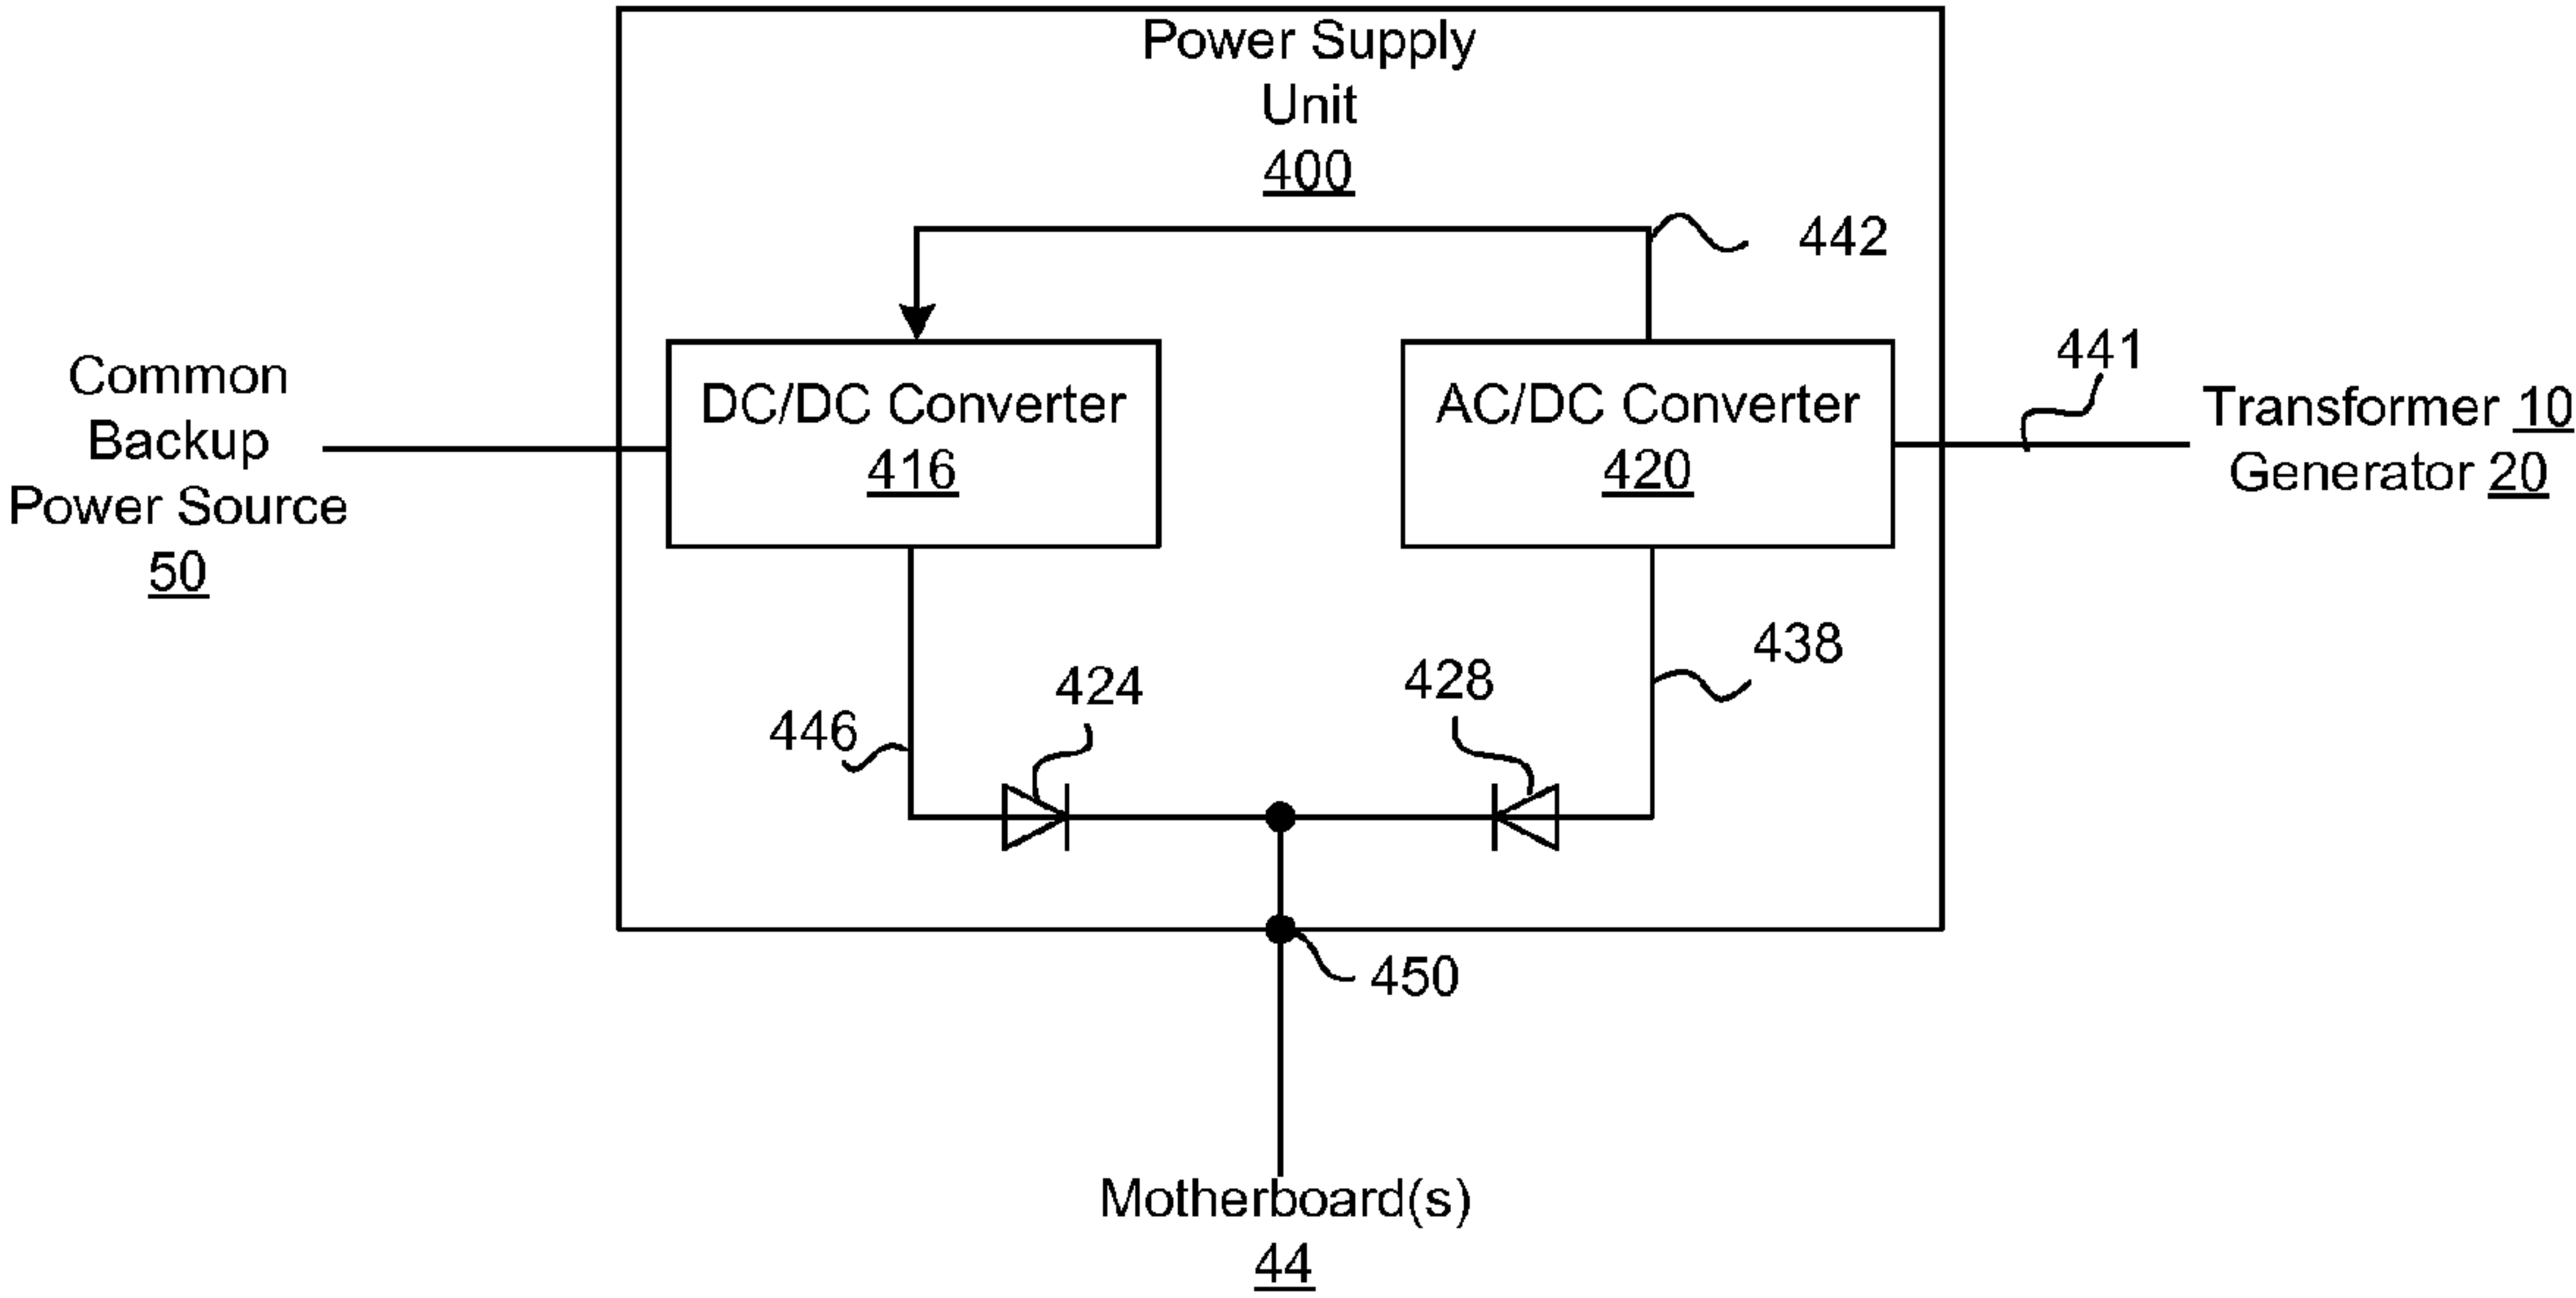 Power Supply
Unit
400
442
441
Common
Backup
Power Source
50
DC/DC Converter
416
AC/DC Converter
420
Transformer 10
Generator 20
438
424
428
446
450
Motherboard(s)
44